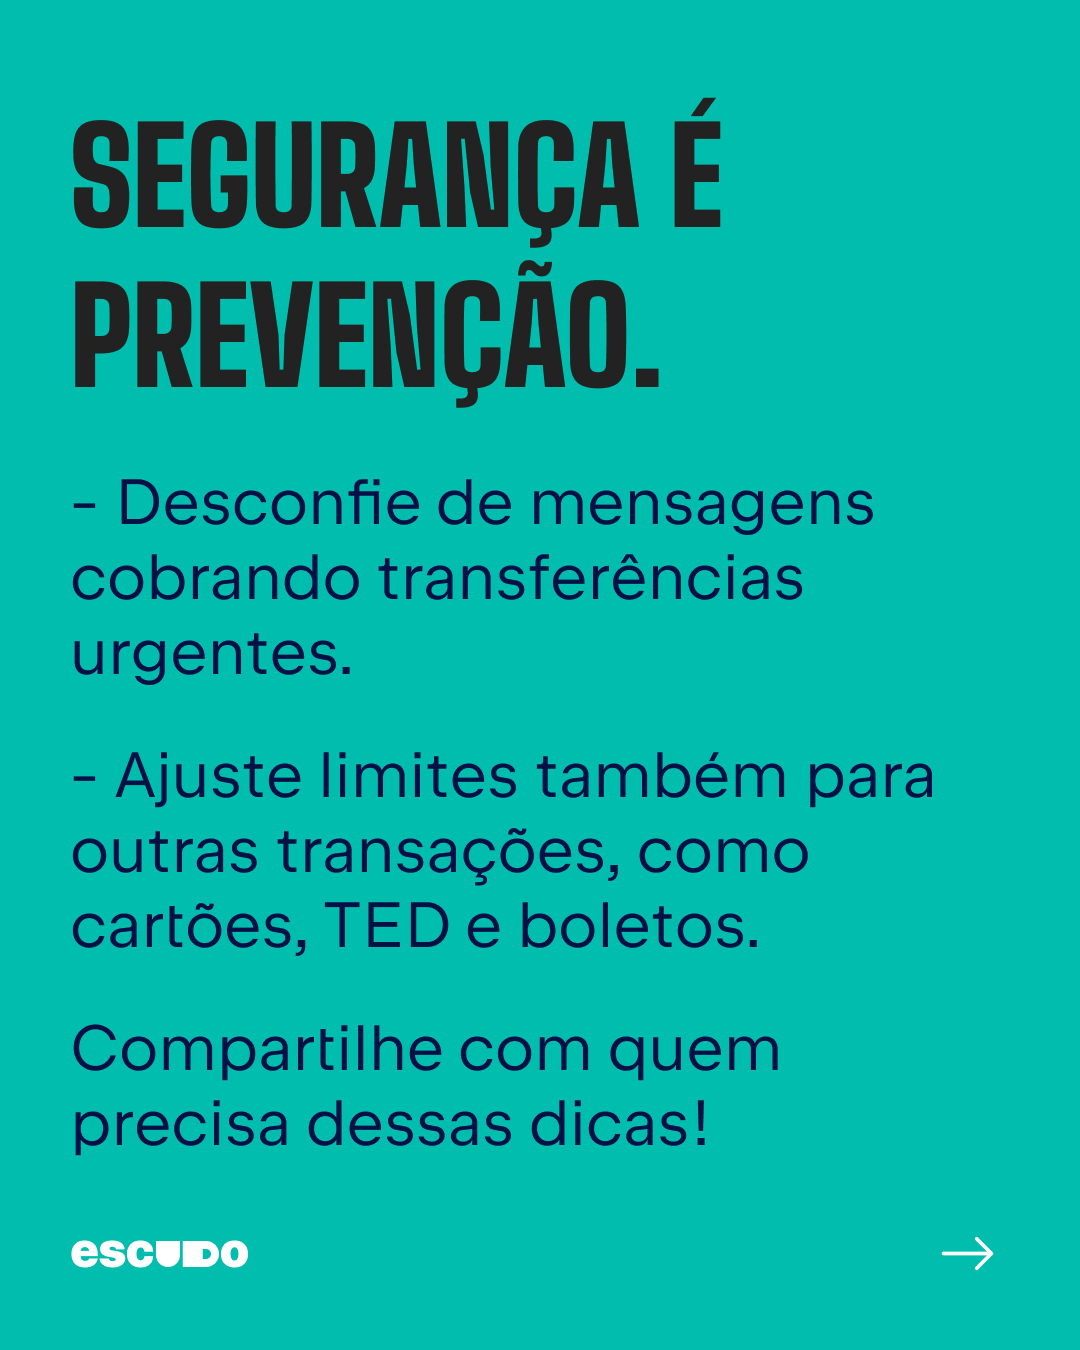 SEGURANÇA É
PREVENÇÃO.
- Desconfie de mensagens
cobrando transferências
urgentes.
- Ajuste limites também para
outras transações, como
cartões, TED e boletos.
Compartilhe com quem
precisa dessas dicas!
escudo